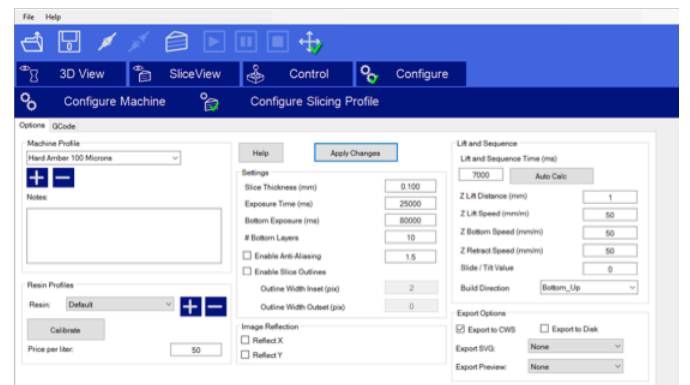 File Help
3D View SliceView Control Configure
Configure Machine Configure Slicing Profile
Options GCode
Machine Profile
Hard Amber 100 Microns
Notes:
Resin Profiles
Resin: Default
Calibrate
Price per liter: 50
Help Apply Changes
Settings
Slice Thickness (mm) 0.100
Exposure Time (ms) 25000
Bottom Exposure (ms) 80000
# Bottom Layers 10
Enable Anti-Aliasing 1.5
Enable Slice Outlines
Outline Width Inset (pix) 2
Outline Width Outset (pix) 0
Image Reflection
Reflect X
Reflect Y
Lift and Sequence
Lift and Sequence Time (ms)
7000 Auto Calc
Z Lift Distance (mm) 1
Z Lift Speed (mm/m) 50
Z Bottom Speed (mm/m) 50
Z Retract Speed (mm/m) 50
Slide / Tilt Value 0
Build Direction Bottom_Up
Export Options
Export to CWS Export to Disk
Export SVG: None
Export Preview: None